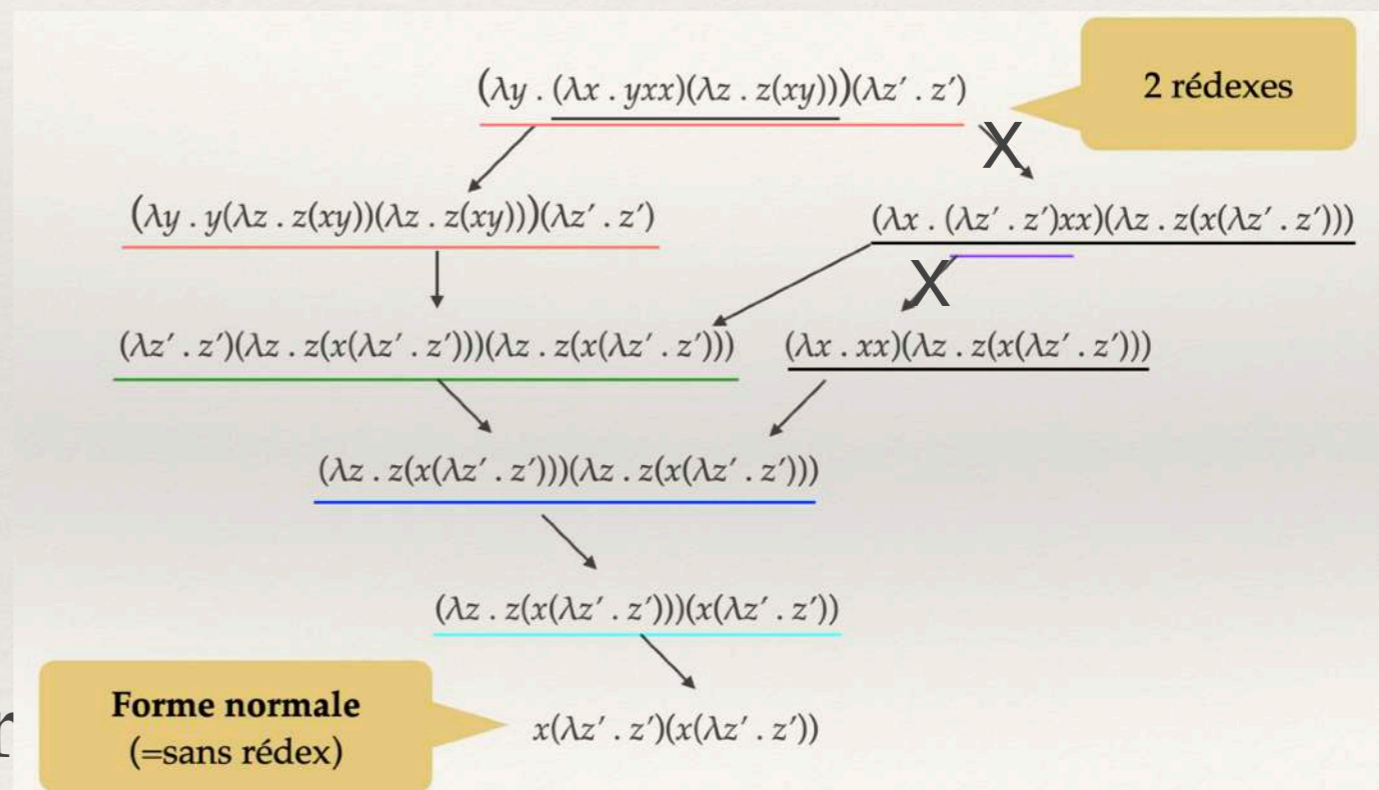 (λy . (λx . yxx)(λz . z(xy)))(λz′ . z′)
2 rédexes
X
(λy . y(λz . z(xy))(λz . z(xy)))(λz′ . z′)
(λx . (λz′ . z′)xx)(λz . z(x(λz′ . z′)))
X
(λz′ . z′)(λz . z(x(λz′ . z′)))(λz . z(x(λz′ . z′)))
(λx . xx)(λz . z(x(λz′ . z′)))
(λz . z(x(λz′ . z′)))(λz . z(x(λz′ . z′)))
(λz . z(x(λz′ . z′)))(x(λz′ . z′))
r
Forme normale
(=sans rédex)
x(λz′ . z′)(x(λz′ . z′))